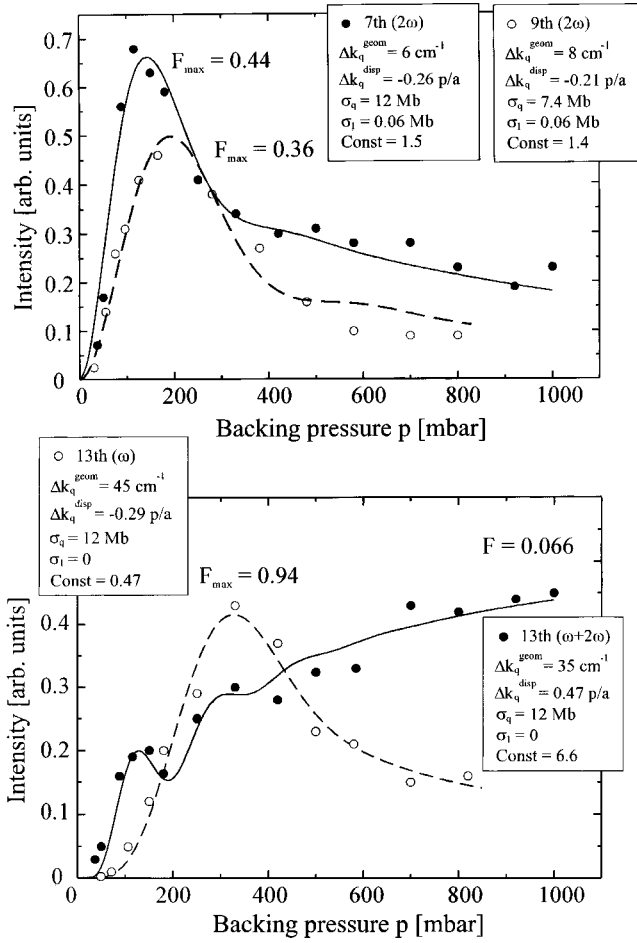 ● 7th (2ω)
Δk_q^geom = 6 cm⁻¹
Δk_q^disp = -0.26 p/a
σ_q = 12 Mb
σ_1 = 0.06 Mb
Const = 1.5
○ 9th (2ω)
Δk_q^geom = 8 cm⁻¹
Δk_q^disp = -0.21 p/a
σ_q = 7.4 Mb
σ_1 = 0.06 Mb
Const = 1.4
F_max = 0.44
F_max = 0.36
Intensity [arb. units]
0.7
0.6
0.5
0.4
0.3
0.2
0.1
0
0 200 400 600 800 1000
Backing pressure p [mbar]
○ 13th (ω)
Δk_q^geom = 45 cm⁻¹
Δk_q^disp = -0.29 p/a
σ_q = 12 Mb
σ_1 = 0
Const = 0.47
F_max = 0.94
F = 0.066
● 13th (ω+2ω)
Δk_q^geom = 35 cm⁻¹
Δk_q^disp = 0.47 p/a
σ_q = 12 Mb
σ_1 = 0
Const = 6.6
Intensity [arb. units]
0.4
0.3
0.2
0.1
0
0 200 400 600 800 1000
Backing pressure p [mbar]